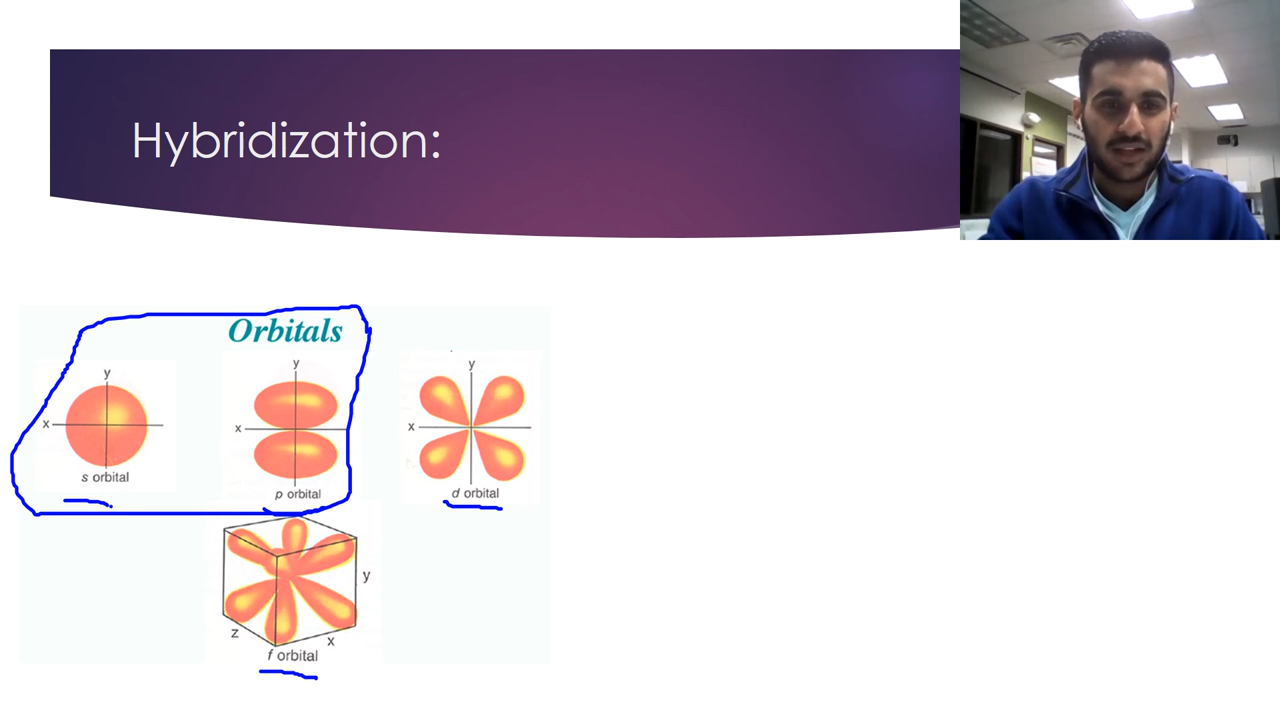 Hybridization:
Orbitals
y
x
s orbital
y
x
p orbital
y
x
d orbital
y
z
x
f orbital